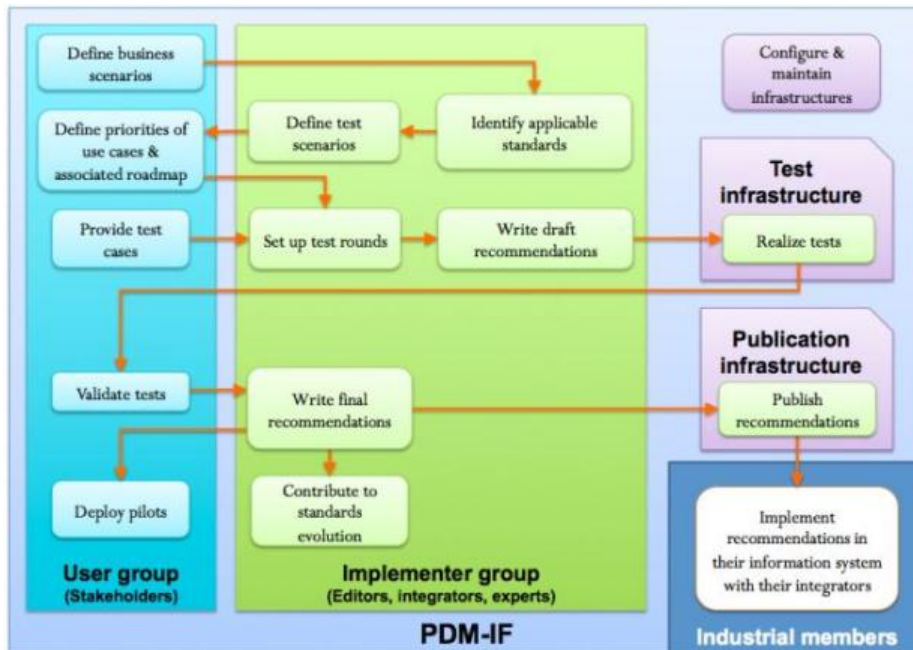 Define business
scenarios
Configure &
maintain
infrastructures
Define priorities of
use cases &
associated roadmap
Define test
scenarios
Identify applicable
standards
Test
infrastructure
Provide test
cases
Set up test rounds
Write draft
recommendations
Realize tests
Publication
infrastructure
Validate tests
Write final
recommendations
Publish
recommendations
Deploy pilots
Contribute to
standards
evolution
Implement
recommendations in
their information system
with their integrators
User group
(Stakeholders)
Implementer group
(Editors, integrators, experts)
PDM-IF
Industrial members